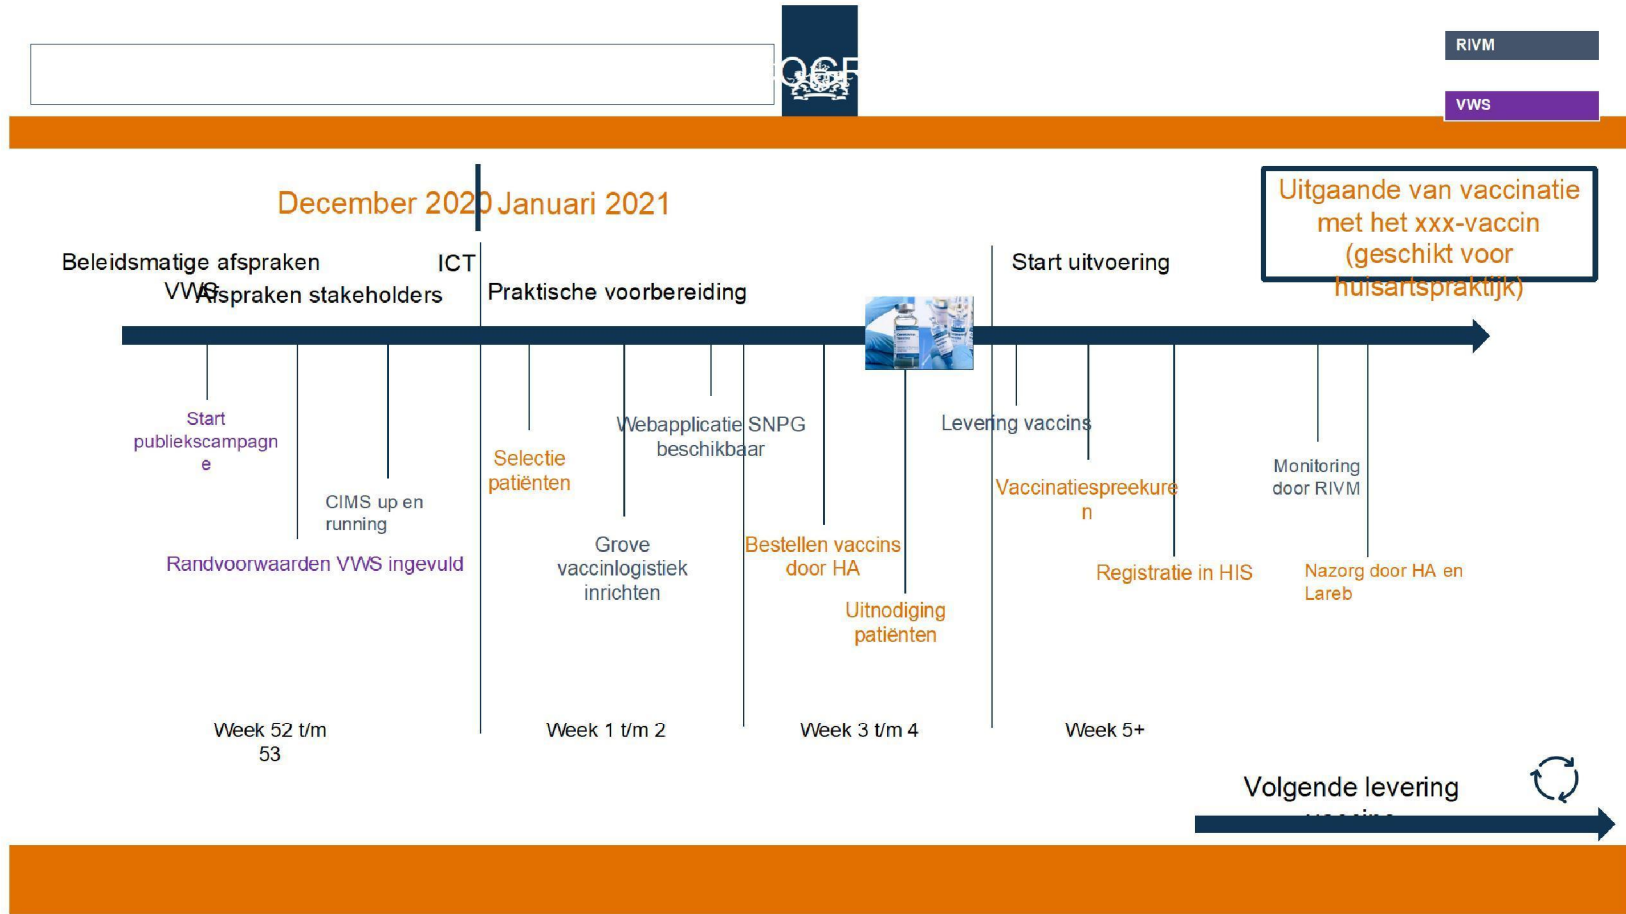 OGR
RIVM
VWS
December 2020
Januari 2021
Uitgaande van vaccinatie
met het xxx-vaccin
(geschikt voor
huisartspraktijk)
Beleidsmatige afspraken
VWS
Afspraken stakeholders
ICT
Praktische voorbereiding
Start uitvoering
Start
publiekscampagn
e
CIMS up en
running
Randvoorwaarden VWS ingevuld
Selectie
patiënten
Grove
vaccinlogistiek
inrichten
Webapplicatie SNPG
beschikbaar
Bestellen vaccins
door HA
Uitnodiging
patiënten
Levering vaccins
Vaccinatiespreekure
n
Registratie in HIS
Monitoring
door RIVM
Nazorg door HA en
Lareb
Week 52 t/m
53
Week 1 t/m 2
Week 3 t/m 4
Week 5+
Volgende levering
vaccins